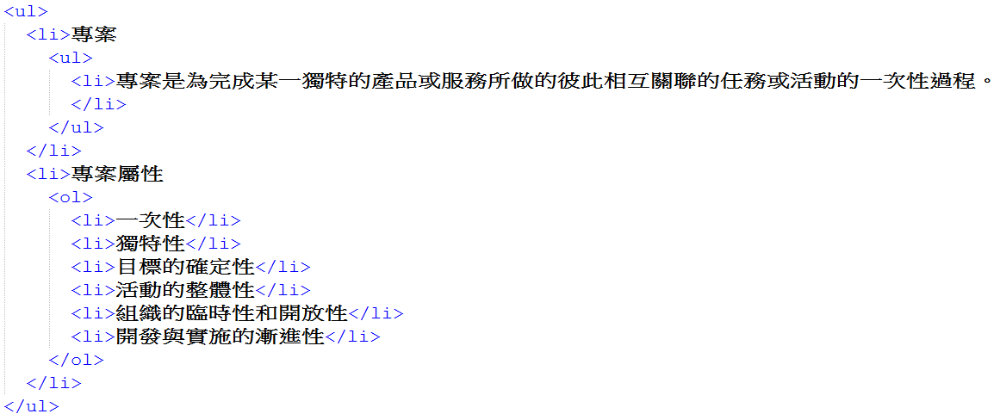 <ul>
<li>專案
<ul>
<li>專案是為完成某一獨特的產品或服務所做的彼此相互關聯的任務或活動的一次性過程。
</li>
</ul>
</li>
<li>專案屬性
<ol>
<li>一次性</li>
<li>獨特性</li>
<li>目標的確定性</li>
<li>活動的整體性</li>
<li>組織的臨時性和開放性</li>
<li>開發與實施的漸進性</li>
</ol>
</li>
</ul>